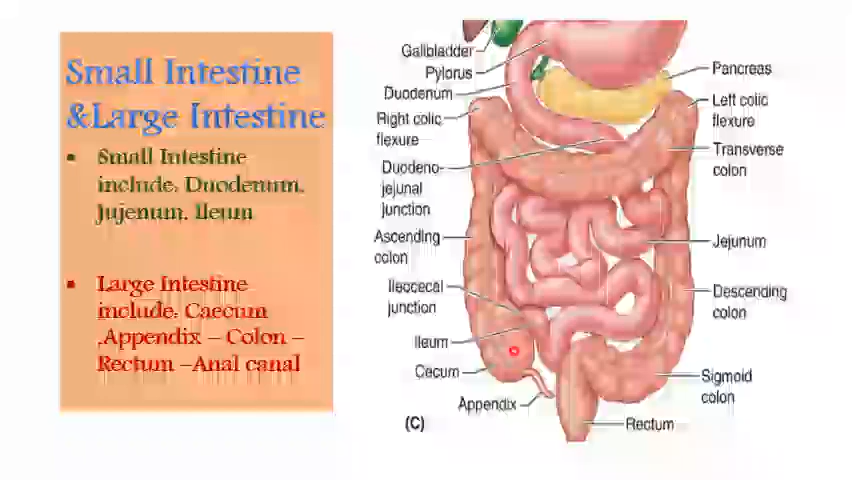 Small Intestine
&Large Intestine
• Small Intestine
include: Duodenum,
Jujenum, Ileum
• Large Intestine
include: Caecum
,Appendix – Colon –
Rectum –Anal canal
Gallbladder
Pylorus
Duodenum
Right colic
flexure
Duodeno-
jejunal
junction
Ascending
colon
Ileocecal
junction
Ileum
Cecum
Appendix
(C)
Pancreas
Left colic
flexure
Transverse
colon
Jejunum
Descending
colon
Sigmoid
colon
Rectum